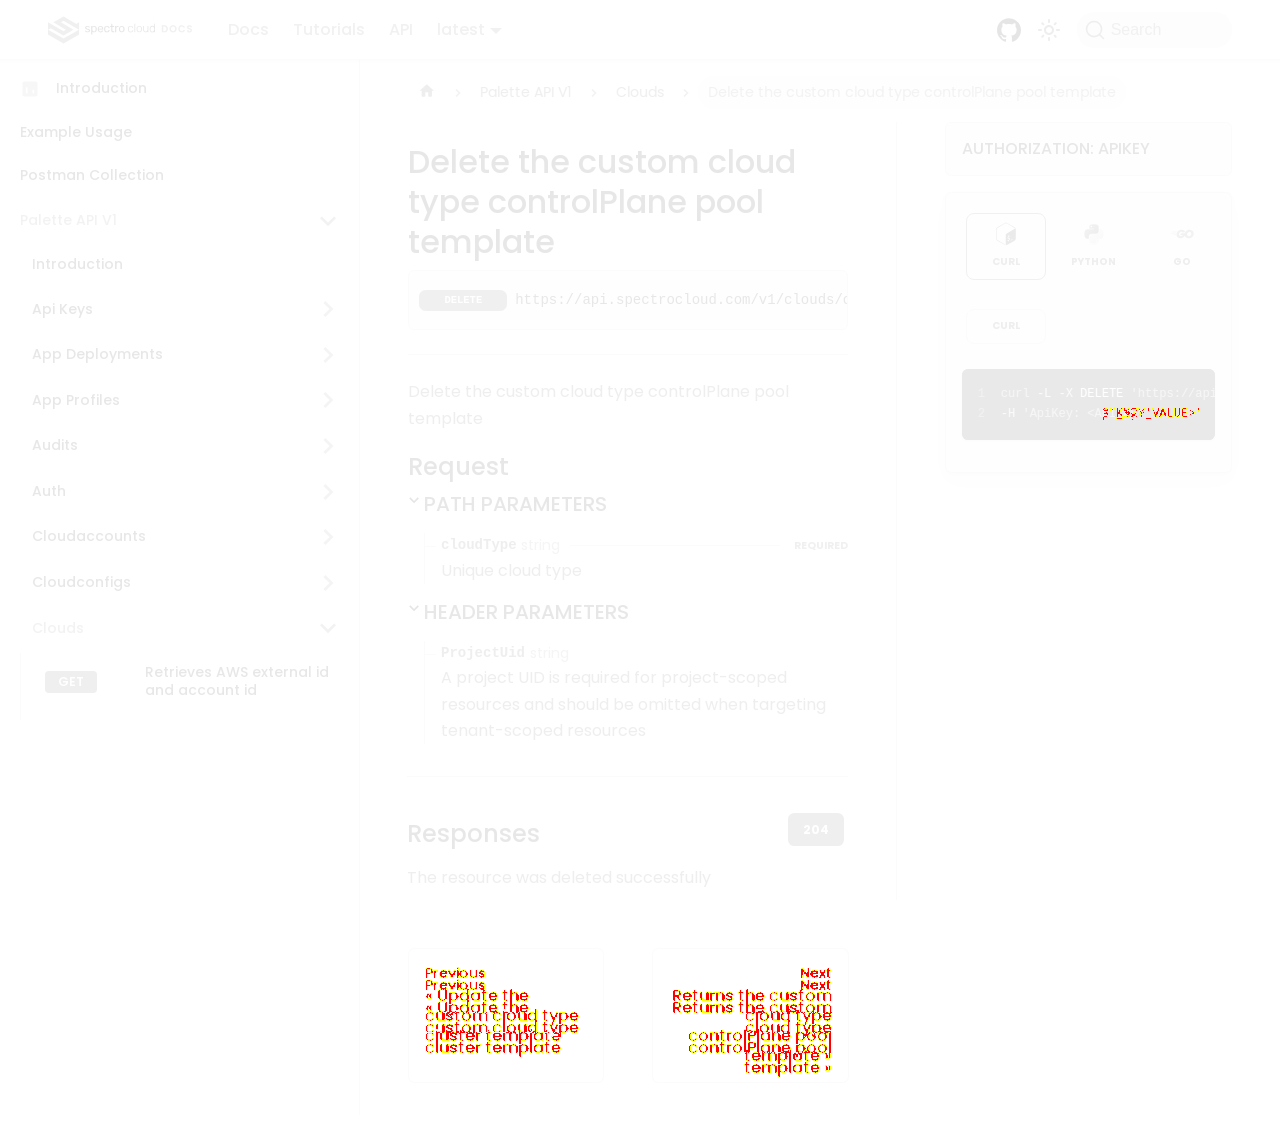 spectro cloud DOCS
Docs
Tutorials
API
latest
Search
Introduction
Example Usage
Postman Collection
Palette API V1
Introduction
Api Keys
App Deployments
App Profiles
Audits
Auth
Cloudaccounts
Cloudconfigs
Clouds
GET Retrieves AWS external id
and account id
Palette API V1
Clouds
Delete the custom cloud type controlPlane pool template
Delete the custom cloud
type controlPlane pool
template
DELETE https://api.spectrocloud.com/v1/clouds/
Delete the custom cloud type controlPlane pool
template
Request
PATH PARAMETERS
cloudType string REQUIRED
Unique cloud type
HEADER PARAMETERS
ProjectUid string
A project UID is required for project-scoped
resources and should be omitted when targeting
tenant-scoped resources
Responses
204
The resource was deleted successfully
Previous
Previous
« Update the
« Update the
custom cloud type
custom cloud type
cluster template
cluster template
Next
Next
Returns the custom
Returns the custom
cloud type
cloud type
controlPlane pool
controlPlane pool
template »
template »
AUTHORIZATION: APIKEY
CURL
PYTHON
GO
GO
CURL
1 curl -L -X DELETE 'https://api
2 -H 'ApiKey: VALUE>'